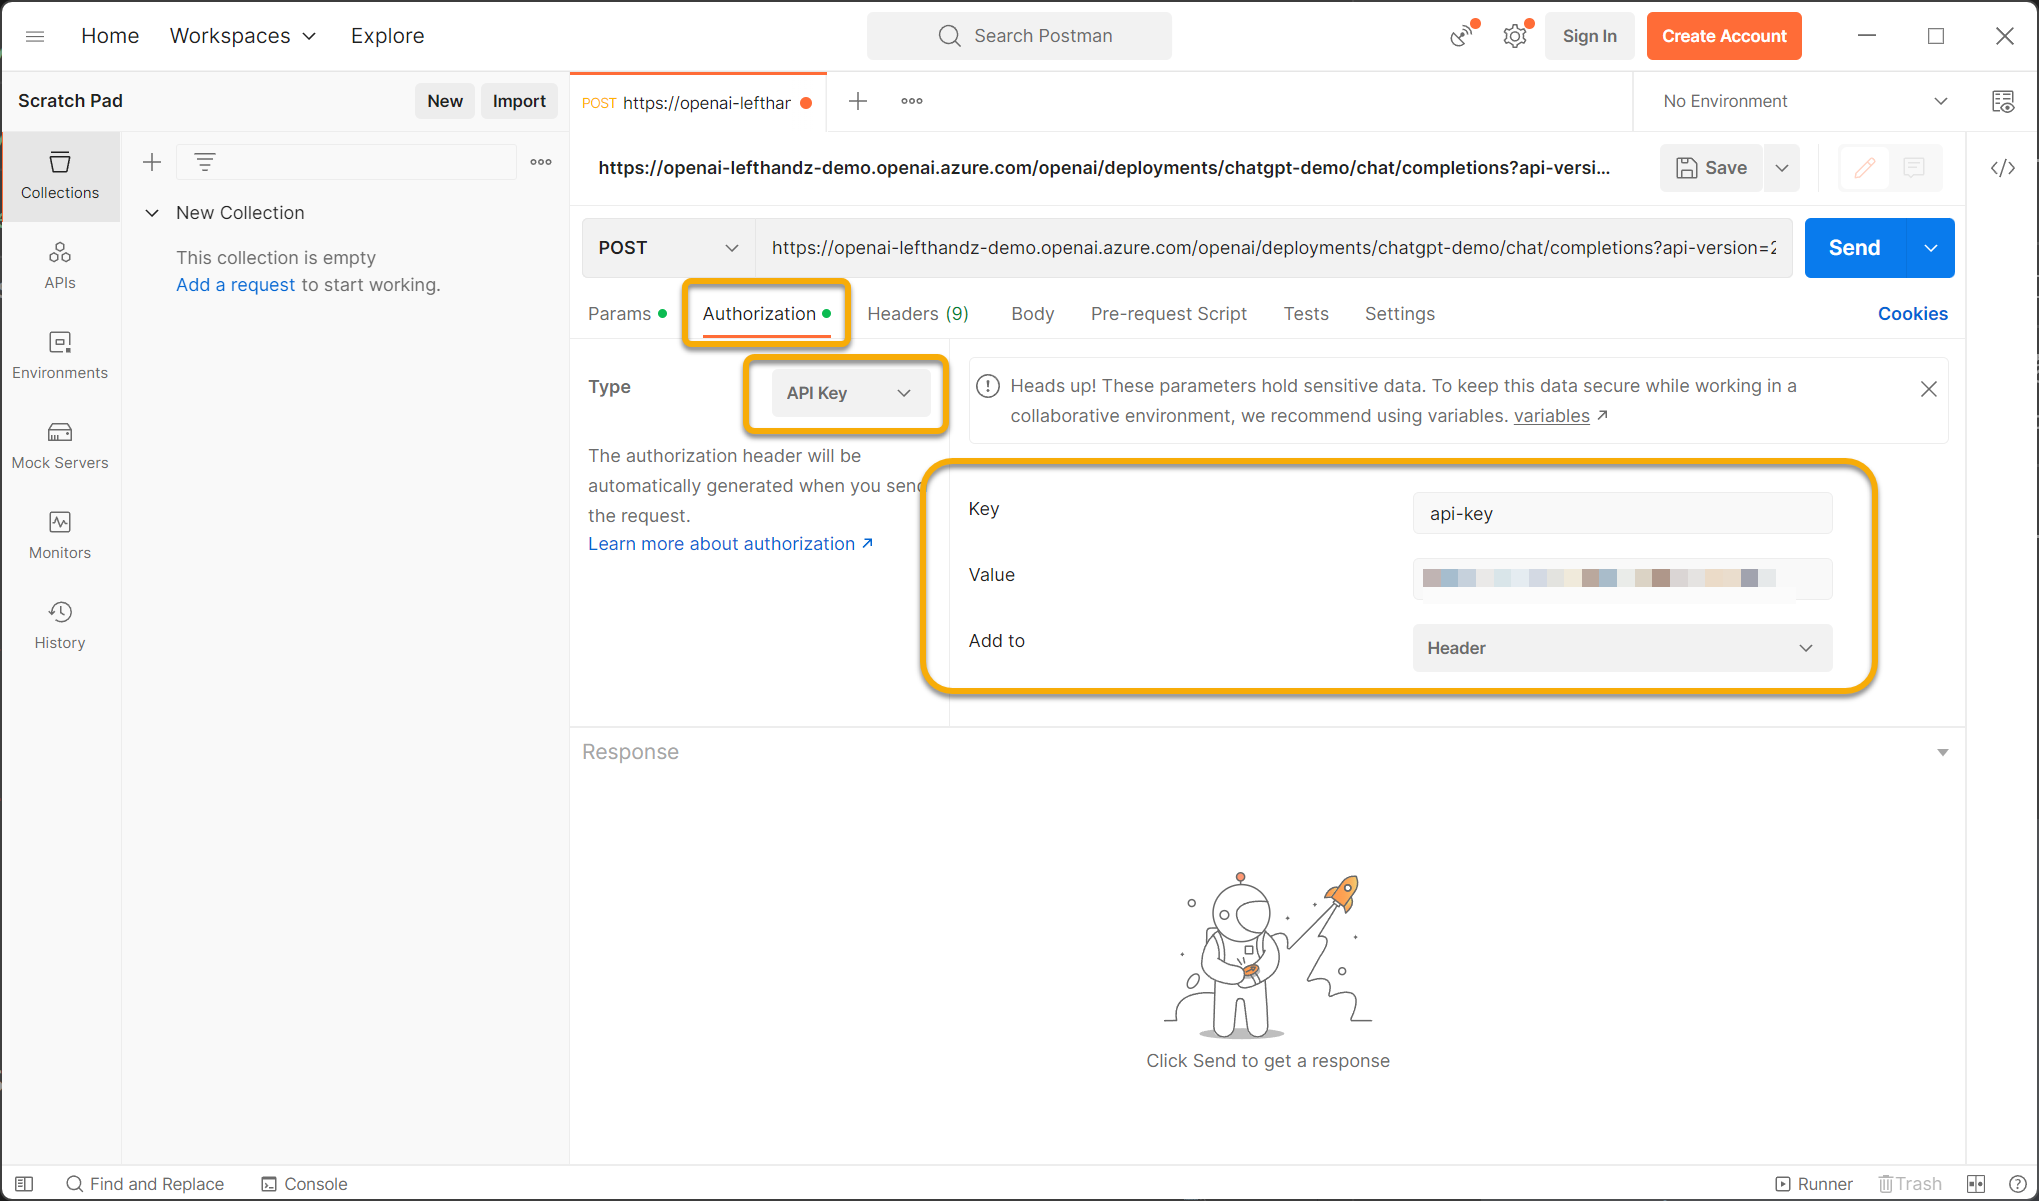 Home Workspaces Explore Search Postman Sign In Create Account
Scratch Pad New Import
POST https://openai-lefthar
No Environment
Collections
APIs
Environments
Mock Servers
Monitors
History
New Collection
This collection is empty
Add a request to start working.
https://openai-lefthandz-demo.openai.azure.com/openai/deployments/chatgpt-demo/chat/completions?api-versi...
Save
POST https://openai-lefthandz-demo.openai.azure.com/openai/deployments/chatgpt-demo/chat/completions?api-version=2
Send
Params Authorization Headers (9) Body Pre-request Script Tests Settings Cookies
Type API Key
The authorization header will be
automatically generated when you send
the request.
Learn more about authorization ↗
Heads up! These parameters hold sensitive data. To keep this data secure while working in a
collaborative environment, we recommend using variables. variables ↗
Key api-key
Value
Add to Header
Response
Click Send to get a response
Find and Replace Console Runner Trash